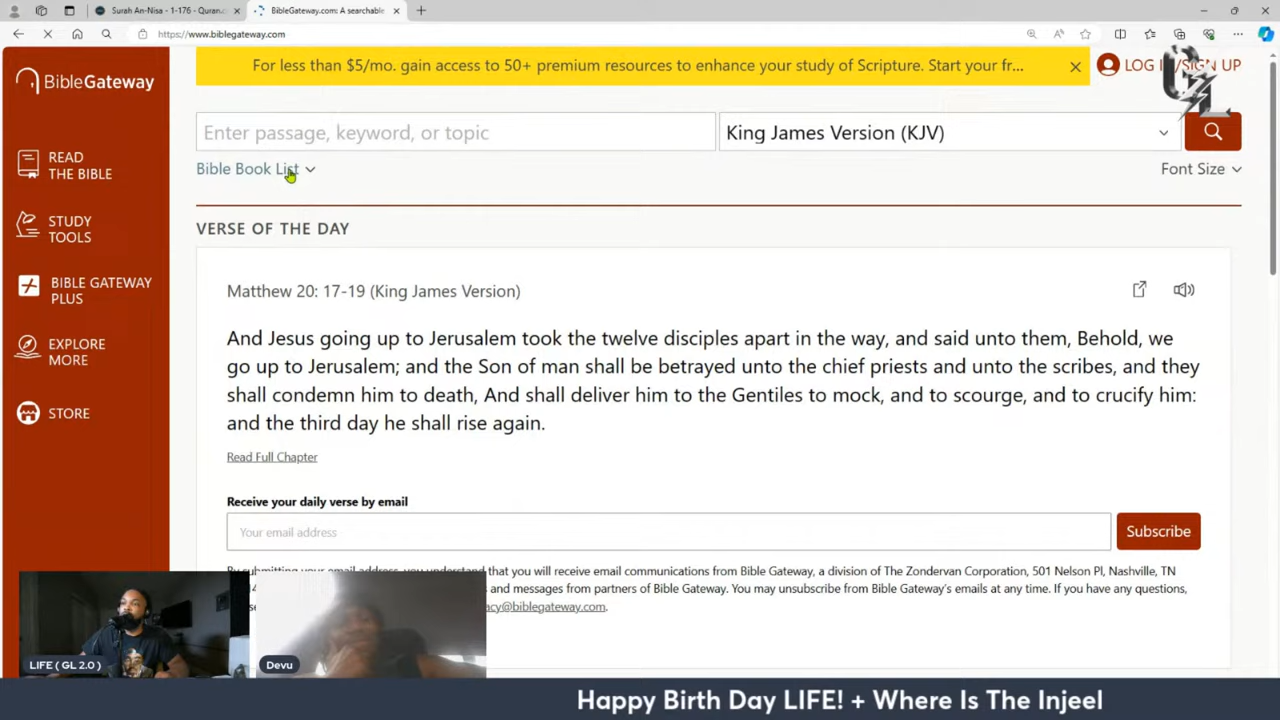 Surah An-Nisa - 1-176 - Quran.
BibleGateway.com: A searchable
https://www.biblegateway.com
BibleGateway
For less than $5/mo. gain access to 50+ premium resources to enhance your study of Scripture. Start your fr...
LOG IN/SIGN UP
Enter passage, keyword, or topic
King James Version (KJV)
Bible Book List
Font Size
READ
THE BIBLE
STUDY
TOOLS
BIBLE GATEWAY
PLUS
EXPLORE
MORE
STORE
VERSE OF THE DAY
Matthew 20: 17-19 (King James Version)
And Jesus going up to Jerusalem took the twelve disciples apart in the way, and said unto them, Behold, we
go up to Jerusalem; and the Son of man shall be betrayed unto the chief priests and unto the scribes, and they
shall condemn him to death, And shall deliver him to the Gentiles to mock, and to scourge, and to crucify him:
and the third day he shall rise again.
Read Full Chapter
Receive your daily verse by email
Your email address
Subscribe
By submitting your email address, you understand that you will receive email communications from Bible Gateway, a division of The Zondervan Corporation, 501 Nelson Pl, Nashville, TN
and messages from partners of Bible Gateway. You may unsubscribe from Bible Gateway's emails at any time. If you have any questions,
acy@biblegateway.com.
LIFE ( GL 2.0 )
Devu
Happy Birth Day LIFE! + Where Is The Injeel